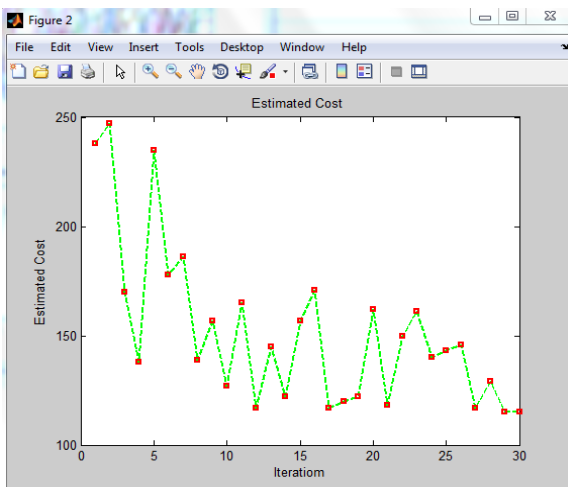 Figure 2
File Edit View Insert Tools Desktop Window Help
Estimated Cost
250
200
150
100
Estimated Cost
0 5 10 15 20 25 30
Iteratiom